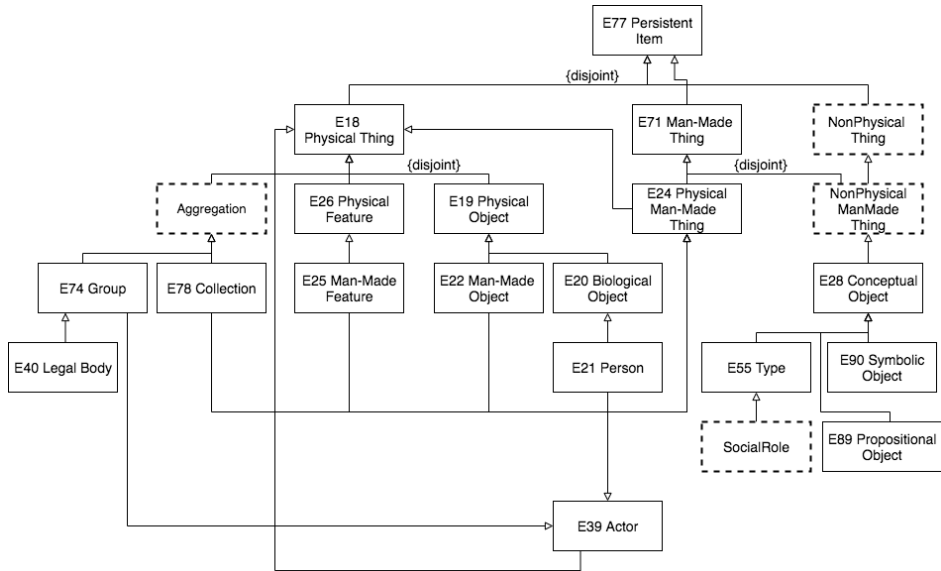 E77 Persistent
Item
{disjoint}
E18
Physical Thing
E71 Man-Made
Thing
NonPhysical
Thing
{disjoint}
{disjoint}
Aggregation
E26 Physical
Feature
E19 Physical
Object
E24 Physical
Man-Made
Thing
NonPhysical
ManMade
Thing
E74 Group
E78 Collection
E25 Man-Made
Feature
E22 Man-Made
Object
E20 Biological
Object
E28 Conceptual
Object
E40 Legal Body
E21 Person
E55 Type
E90 Symbolic
Object
SocialRole
E89 Propositional
Object
E39 Actor